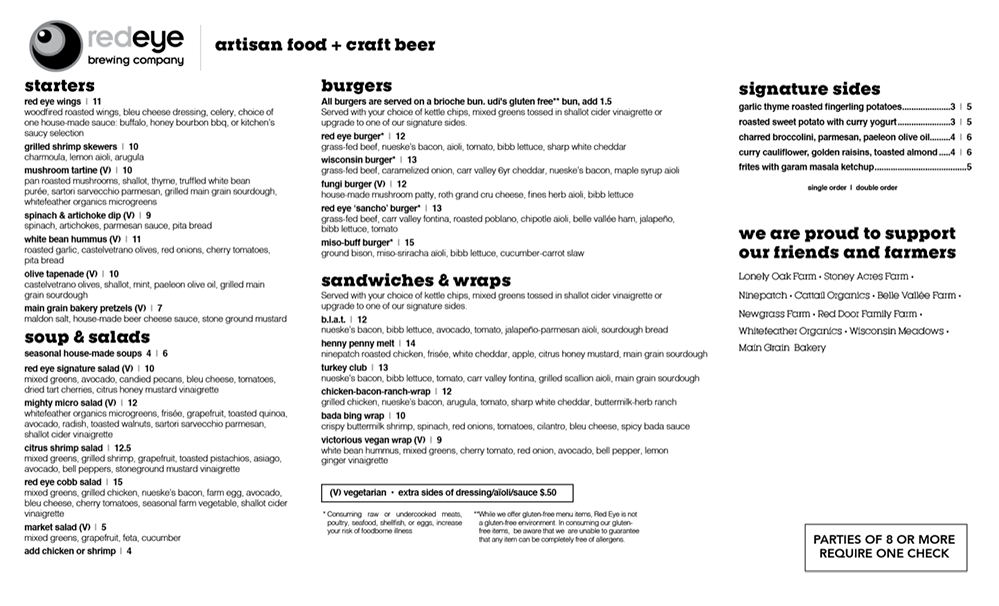 redeye
brewing company
artisan food + craft beer
starters
red eye wings | 11
woodfired roasted wings, bleu cheese dressing, celery, choice of
one house-made sauce: buffalo, honey bourbon bbq, or kitchen's
saucy selection
grilled shrimp skewers | 10
charmoula, lemon aioli, arugula
mushroom tartine (V) | 10
pan roasted mushrooms, shallot, thyme, truffled white bean
purée, sartori sarvecchio parmesan, grilled main grain sourdough,
whitefeather organics microgreens
spinach & artichoke dip (V) | 9
spinach, artichokes, parmesan sauce, pita bread
white bean hummus (V) | 11
roasted garlic, castelvetrano olives, red onions, cherry tomatoes,
pita bread
olive tapenade (V) | 10
castelvetrano olives, shallot, mint, paeleon olive oil, grilled main
grain sourdough
main grain bakery pretzels (V) | 7
maldon salt, house-made beer cheese sauce, stone ground mustard
soup & salads
seasonal house-made soups 4 | 6
red eye signature salad (V) | 10
mixed greens, avocado, candied pecans, bleu cheese, tomatoes,
dried tart cherries, citrus honey mustard vinaigrette
mighty micro salad (V) | 12
whitefeather organics microgreens, frisée, grapefruit, toasted quinoa,
avocado, radish, toasted walnuts, sartori sarvecchio parmesan,
shallot cider vinaigrette
citrus shrimp salad | 12.5
mixed greens, grilled shrimp, grapefruit, toasted pistachios, asiago,
avocado, bell peppers, stoneground mustard vinaigrette
red eye cobb salad | 15
mixed greens, grilled chicken, nueske's bacon, farm egg, avocado,
bleu cheese, cherry tomatoes, seasonal farm vegetable, shallot cider
vinaigrette
market salad (V) | 5
mixed greens, grapefruit, feta, cucumber
add chicken or shrimp | 4
burgers
All burgers are served on a brioche bun. udi's gluten free** bun, add 1.5
Served with your choice of kettle chips, mixed greens tossed in shallot cider vinaigrette or
upgrade to one of our signature sides.
red eye burger* | 12
grass-fed beef, nueske's bacon, aioli, tomato, bibb lettuce, sharp white cheddar
wisconsin burger* | 13
grass-fed beef, caramelized onion, carr valley 6yr cheddar, nueske's bacon, maple syrup aioli
fungi burger (V) | 12
house-made mushroom patty, roth grand cru cheese, fines herb aioli, bibb lettuce
red eye 'sancho' burger* | 13
grass-fed beef, carr valley fontina, roasted poblano, chipotle aioli, belle vallée ham, jalapeño,
bibb lettuce, tomato
miso-buff burger* | 15
ground bison, miso-sriracha aioli, bibb lettuce, cucumber-carrot slaw
sandwiches & wraps
Served with your choice of kettle chips, mixed greens tossed in shallot cider vinaigrette or
upgrade to one of our signature sides.
b.l.a.t. | 12
nueske's bacon, bibb lettuce, avocado, tomato, jalapeño-parmesan aioli, sourdough bread
henny penny melt | 14
ninepatch roasted chicken, frisée, white cheddar, apple, citrus honey mustard, main grain sourdough
turkey club | 13
nueske's bacon, bibb lettuce, tomato, carr valley fontina, grilled scallion aioli, main grain sourdough
chicken-bacon-ranch-wrap | 12
grilled chicken, nueske's bacon, arugula, tomato, sharp white cheddar, buttermilk-herb ranch
bada bing wrap | 10
crispy buttermilk shrimp, spinach, red onions, tomatoes, cilantro, bleu cheese, spicy bada sauce
victorious vegan wrap (V) | 9
white bean hummus, mixed greens, cherry tomato, red onion, avocado, bell pepper, lemon
ginger vinaigrette
(V) vegetarian • extra sides of dressing/aïoli/sauce $.50
* Consuming raw or undercooked meats,
poultry, seafood, shellfish, or eggs, increase
your risk of foodborne illness
**While we offer gluten-free menu items, Red Eye is not
a gluten-free environment. In consuming our gluten-
free items, be aware that we are unable to guarantee
that any item can be completely free of allergens.
signature sides
garlic thyme roasted fingerling potatoes.....................3 | 5
roasted sweet potato with curry yogurt........................3 | 5
charred broccolini, parmesan, paeleon olive oil.........4 | 6
curry cauliflower, golden raisins, toasted almond .....4 | 6
frites with garam masala ketchup........................................5
single order | double order
we are proud to support
our friends and farmers
Lonely Oak Farm • Stoney Acres Farm •
Ninepatch • Cattail Organics • Belle Vallée Farm •
Newgrass Farm • Red Door Family Farm •
Whitefeather Organics • Wisconsin Meadows •
Main Grain Bakery
PARTIES OF 8 OR MORE
REQUIRE ONE CHECK